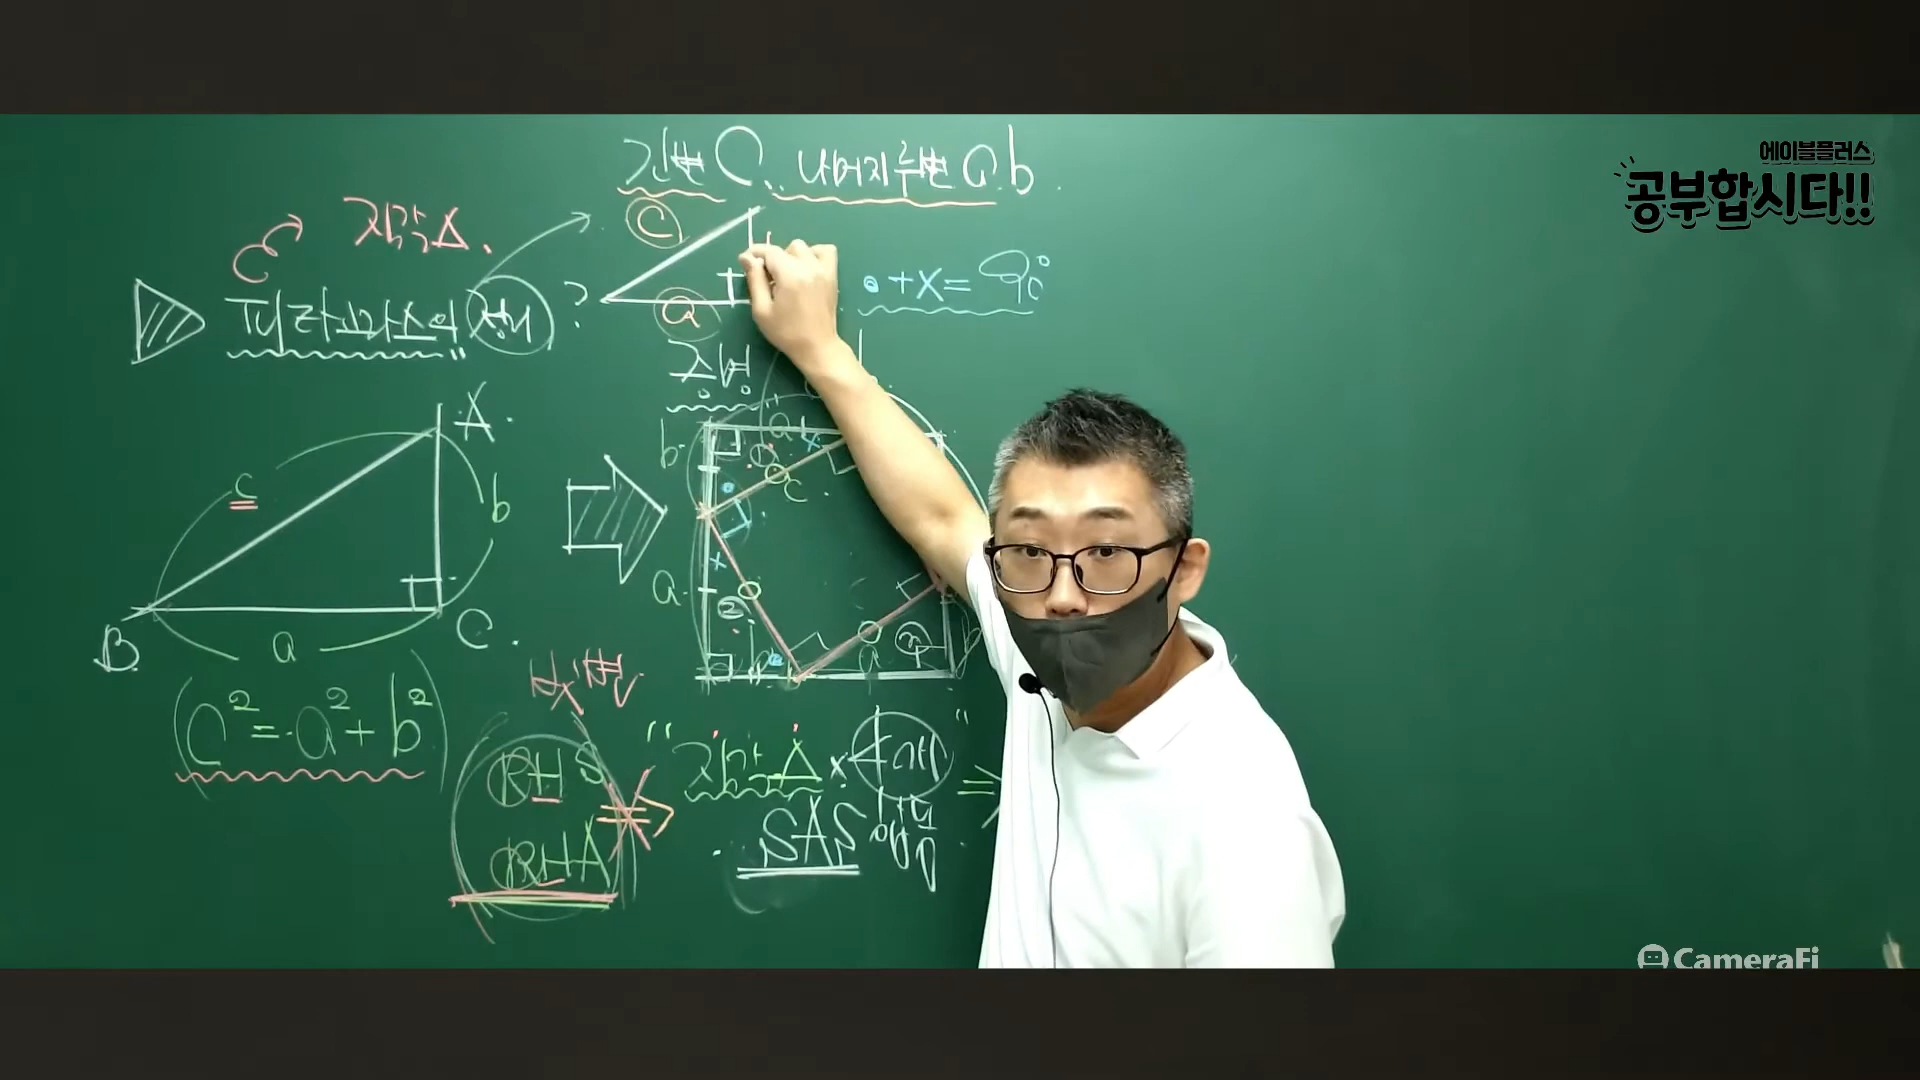 긴변 C. 나머지 두변 a b.
에이블플러스
공부합시다!!
직각△.
C
피타고라스의 정리 ?
a
• + x = 90°
증명
A.
b
c
a
B.
C.
b
a
x
c
a
②
x
a
b
c² = a² + b²
빗변
RHS
RHA
"직각△ x 4개"
SAS 합동
CameraFi